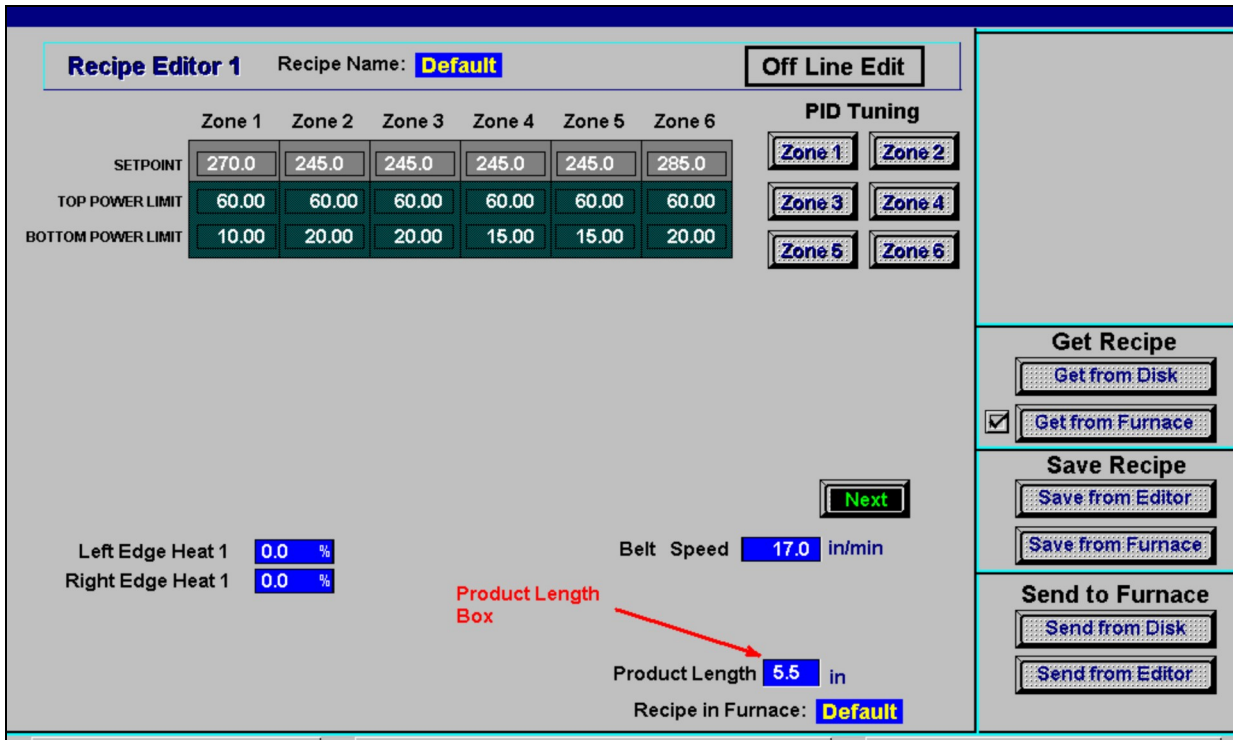 Recipe Editor 1 Recipe Name: Default Off Line Edit
PID Tuning
Zone 1 Zone 2 Zone 3 Zone 4 Zone 5 Zone 6
Zone 1 Zone 2
SETPOINT 270.0 245.0 245.0 245.0 245.0 285.0
TOP POWER LIMIT 60.00 60.00 60.00 60.00 60.00 60.00
Zone 3 Zone 4
BOTTOM POWER LIMIT 10.00 20.00 20.00 15.00 15.00 20.00
Zone 5 Zone 6
Get Recipe
Get from Disk
Get from Furnace
Save Recipe
Save from Editor
Next
Left Edge Heat 1 0.0 % Belt Speed 17.0 in/min
Save from Furnace
Right Edge Heat 1 0.0 %
Product Length
Box
Send to Furnace
Send from Disk
Product Length 5.5 in
Send from Editor
Recipe in Furnace: Default